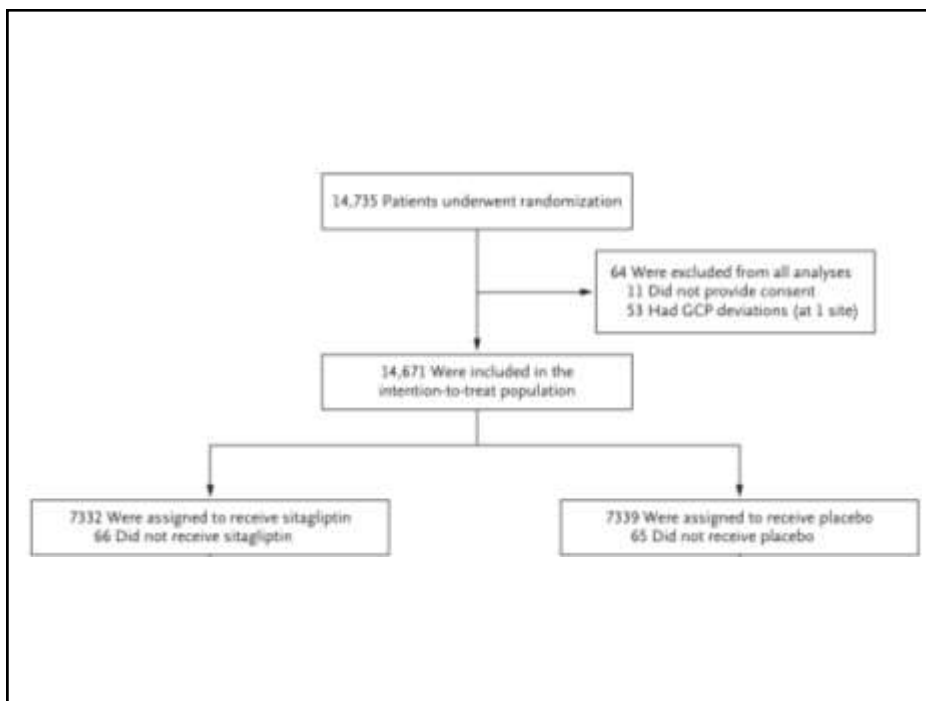 14,735 Patients underwent randomization
64 Were excluded from all analyses
11 Did not provide consent
53 Had GCP deviations (at 1 site)
14,671 Were included in the
intention-to-treat population
7332 Were assigned to receive sitagliptin
66 Did not receive sitagliptin
7339 Were assigned to receive placebo
65 Did not receive placebo